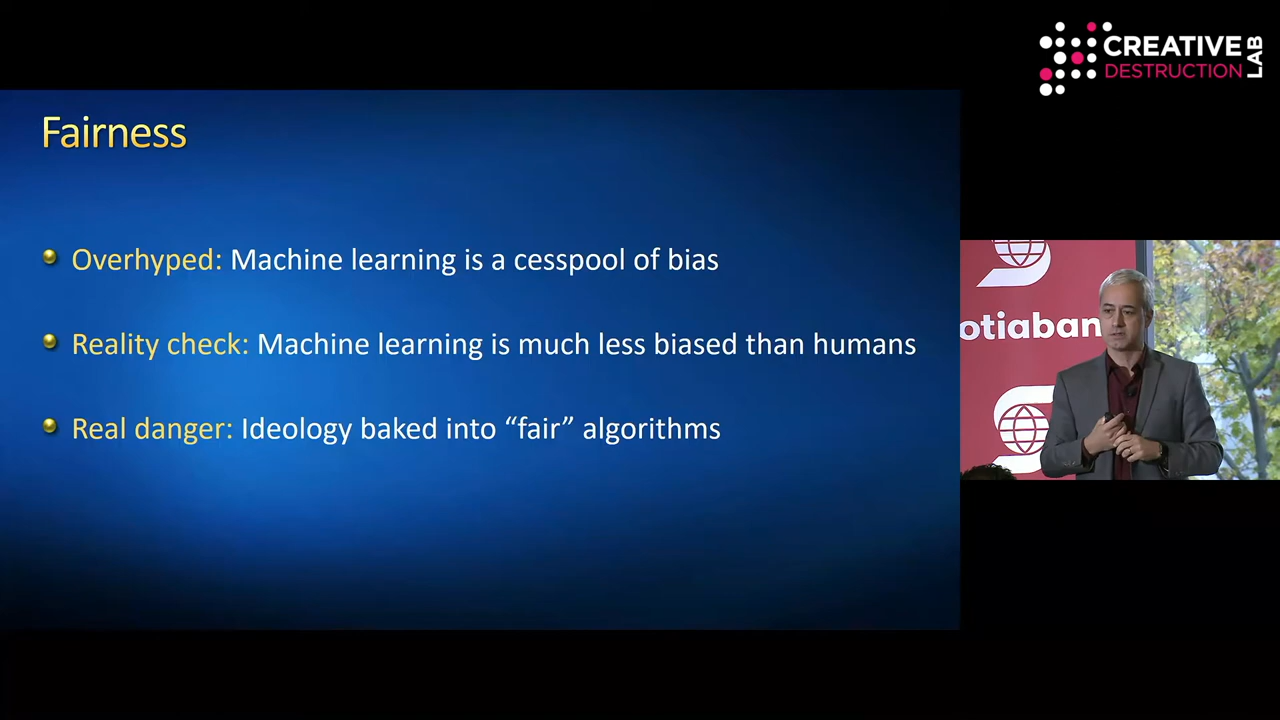 CREATIVE
DESTRUCTION
LAB
Fairness
Overhyped: Machine learning is a cesspool of bias
Reality check: Machine learning is much less biased than humans
Real danger: Ideology baked into “fair” algorithms
otiaban